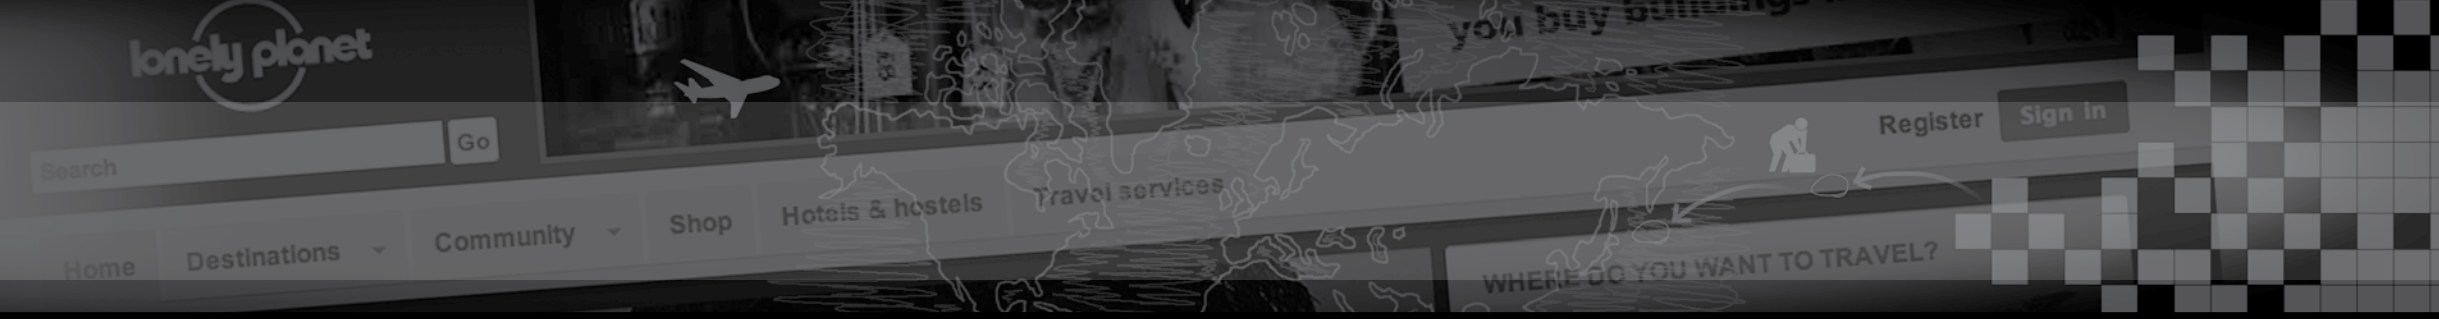 lonely planet
you buy buildings
Search
Go
Register
Sign in
Home
Destinations
Community
Shop
Hotels & hostels
Travel services
WHERE DO YOU WANT TO TRAVEL?